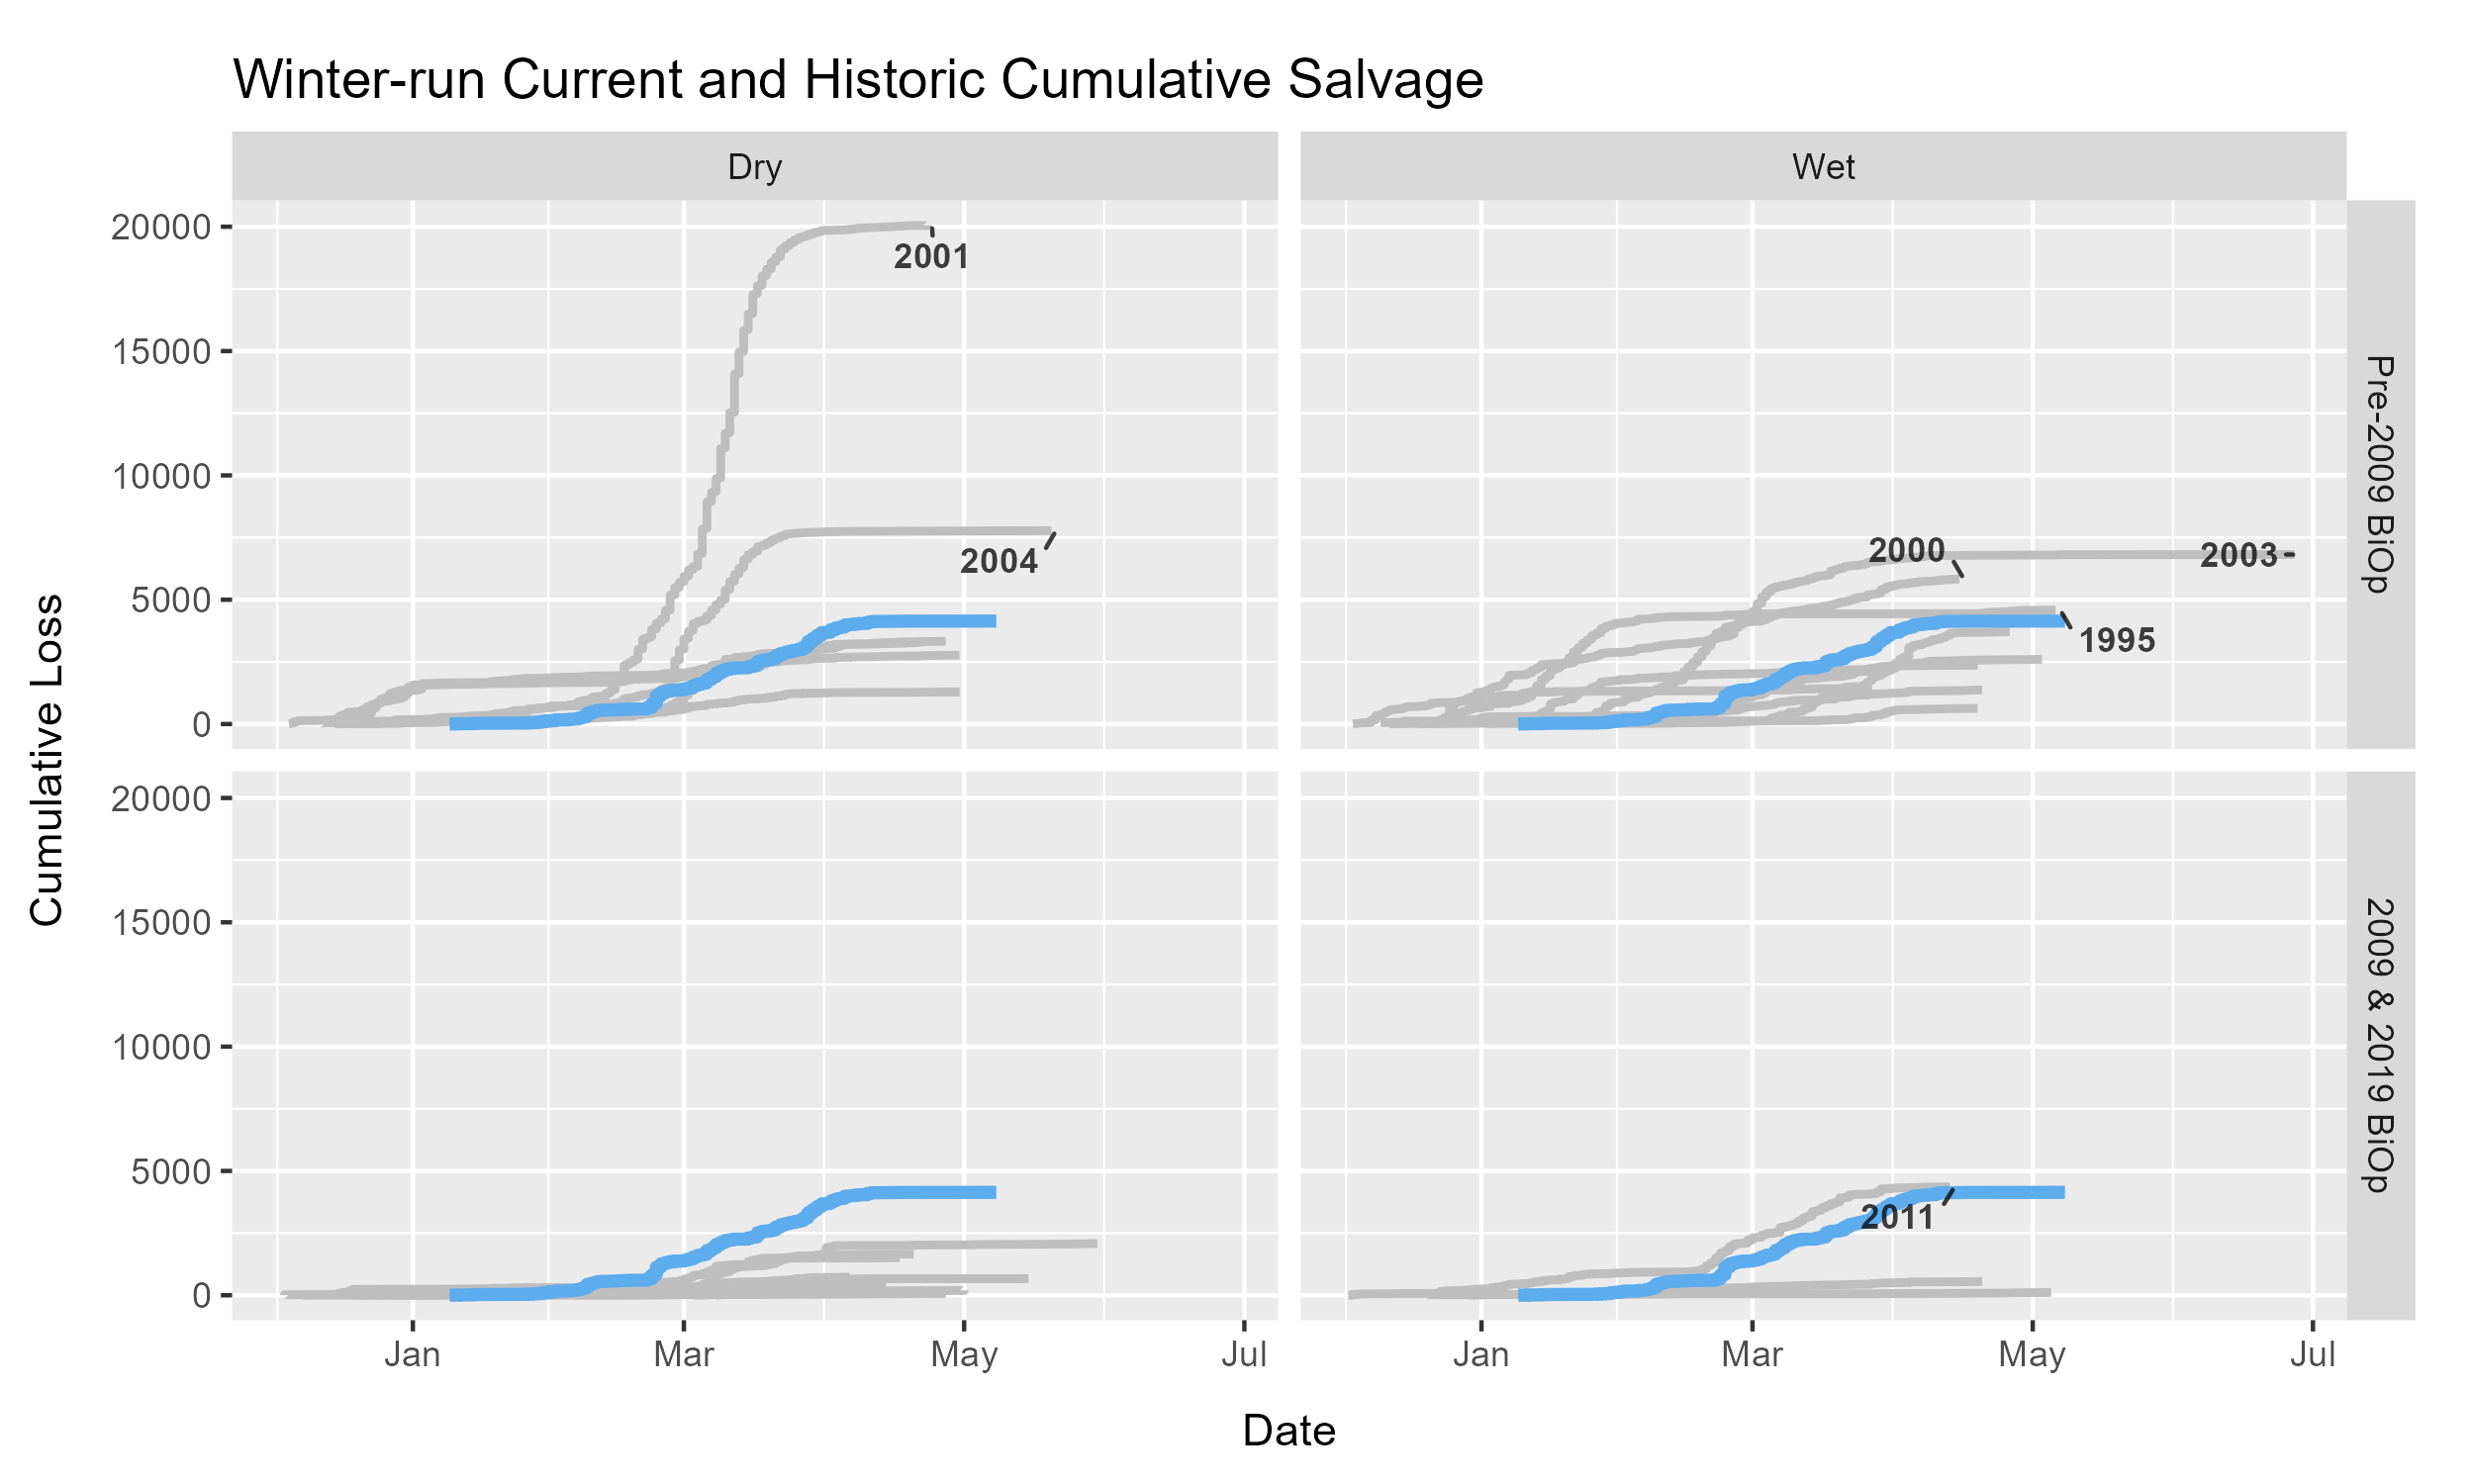 Winter-run Current and Historic Cumulative Salvage
Dry
Wet
20000
15000
10000
5000
0
2001
2004
2000
2003
1995
Pre-2009 BiOp
20000
15000
10000
5000
0
2011
2009 & 2019 BiOp
Cumulative Loss
Jan
Mar
May
Jul
Jan
Mar
May
Jul
Date